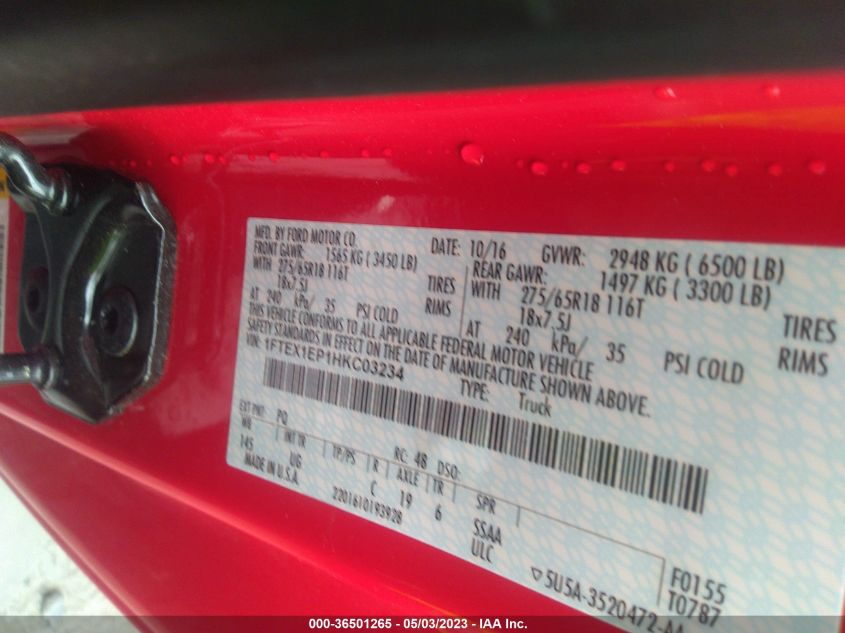 MFD. BY FORD MOTOR CO.
DATE: 10/16 GVWR: 2948 KG ( 6500 LB)
FRONT GAWR: 1565 KG ( 3450 LB)
REAR GAWR: 1497 KG ( 3300 LB)
WITH 275/65R18 116T TIRES
WITH 275/65R18 116T TIRES
18x7.5J RIMS
18x7.5J RIMS
AT 240 kPa/ 35 PSI COLD
AT 240 kPa/ 35 PSI COLD
THIS VEHICLE CONFORMS TO ALL APPLICABLE FEDERAL MOTOR VEHICLE
SAFETY STANDARDS IN EFFECT ON THE DATE OF MANUFACTURE SHOWN ABOVE.
VIN: 1FTEX1EP1HKC03234
TYPE: Truck
EXT PNT: PQ RC: 48 DSO:
WB INT TR TP/PS R AXLE TR SPR
145 UG C 19 6 SSAA
MADE IN U.S.A 2201610193928 ULC
F0155
5U5A-3520472-AA T0787
000-36501265 - 05/03/2023 - IAA Inc.